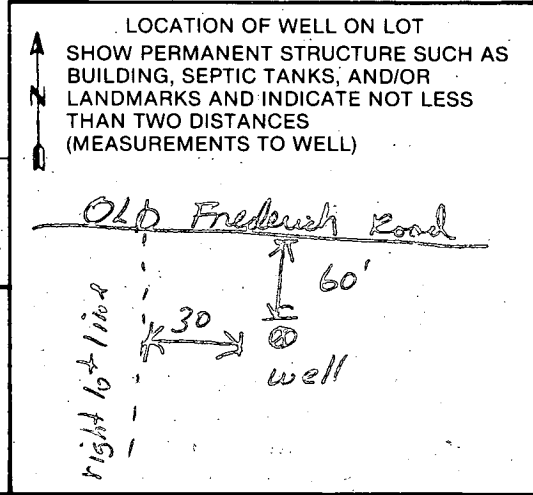 LOCATION OF WELL ON LOT
SHOW PERMANENT STRUCTURE SUCH AS
BUILDING, SEPTIC TANKS, AND/OR
N LANDMARKS AND INDICATE NOT LESS
THAN TWO DISTANCES
(MEASUREMENTS TO WELL)
OLD Frederick Road
60'
30
well
right lot line